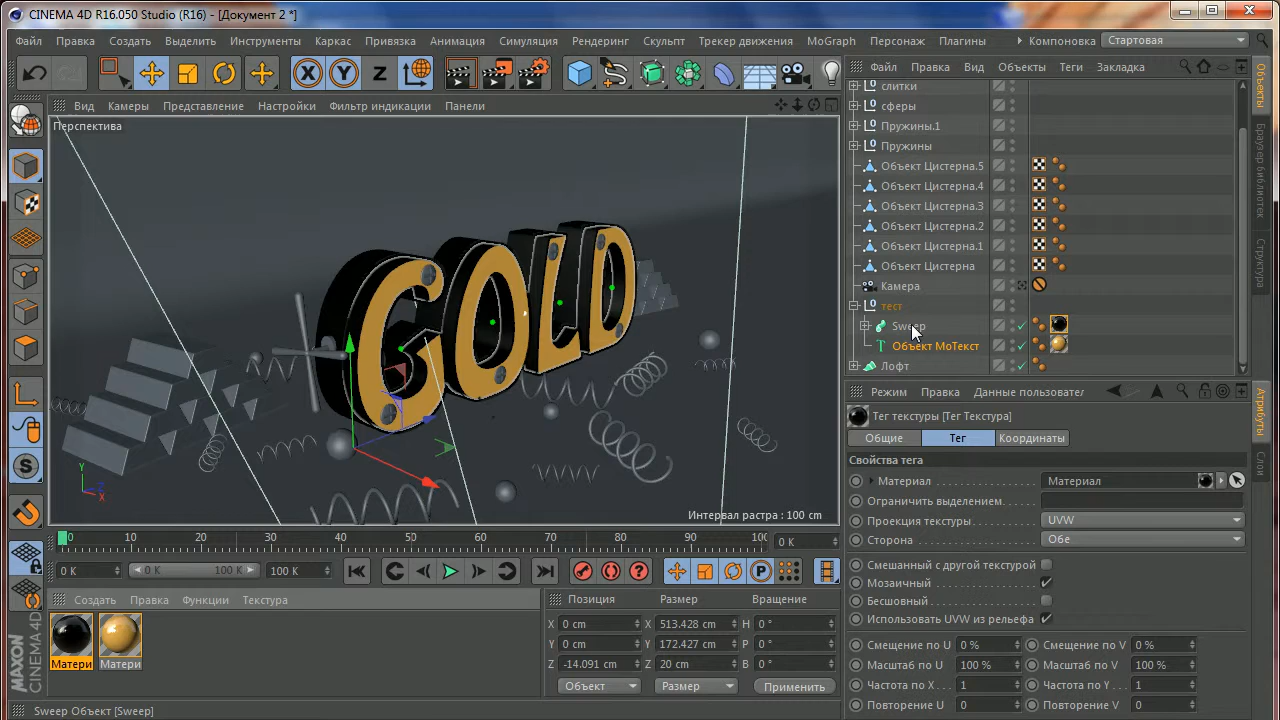 CINEMA 4D R16.050 Studio (R16) - [Документ 2 *]
Файл Правка Создать Выделить Инструменты Каркас Привязка Анимация Симуляция Рендеринг Скульпт Трекер движения MoGraph Персонаж Плагины Компоновка Стартовая
X Y Z
Файл Правка Вид Объекты Теги Закладка
Вид Камеры Представление Настройки Фильтр индикации Панели
Перспектива
GOLD
Y
Z
X
Интервал растра : 100 cm
слитки
сферы
Пружины.1
Пружины
Объект Цистерна.5
Объект Цистерна.4
Объект Цистерна.3
Объект Цистерна.2
Объект Цистерна.1
Объект Цистерна
Камера
тест
Sweep
Объект МоТекст
Лофт
Объекты
Браузер библиотек
Структура
Режим Правка Данные пользовател
Тег текстуры [Тег Текстура]
Общие Тег Координаты
Свойства тега
Материал Материал
Ограничить выделением
Проекция текстуры UVW
Сторона Обе
Смешанный с другой текстурой
Мозаичный
Бесшовный
Использовать UVW из рельефа
Смещение по U 0 % Смещение по V 0 %
Масштаб по U 100 % Масштаб по V 100 %
Частота по X 1 Частота по Y 1
Повторение U 0 Повторение V 0
Атрибуты
Слои
0 10 20 30 40 50 60 70 80 90 100 0 K
0 K 0 K 100 K 100 K
Создать Правка Функции Текстура
Матери Матери
Позиция Размер Вращение
X 0 cm X 513.428 cm H 0 °
Y 0 cm Y 172.427 cm P 0 °
Z -14.091 cm Z 20 cm B 0 °
Объект Размер Применить
MAXON
CINEMA 4D
Sweep Объект [Sweep]